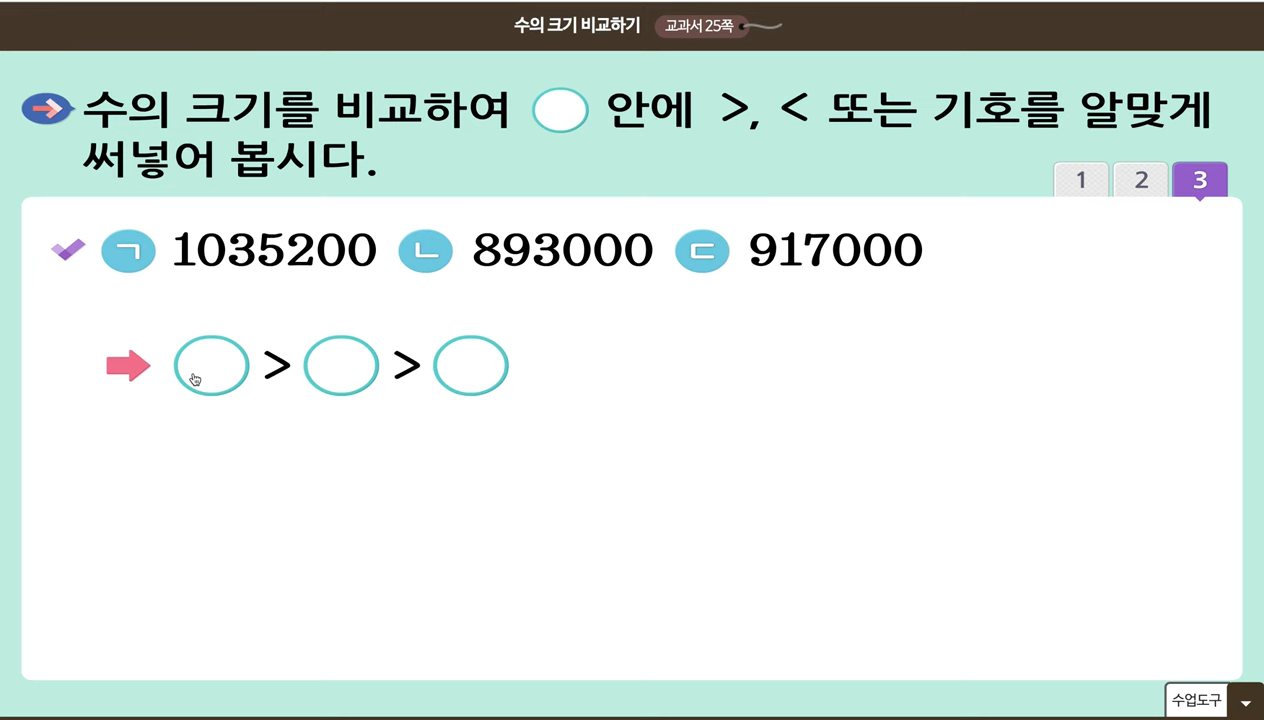 수의 크기 비교하기 교과서 25쪽
수의 크기를 비교하여 안에 >, < 또는 기호를 알맞게
써넣어 봅시다.
1 2 3
ㄱ 1035200 ㄴ 893000 ㄷ 917000
> >
수업도구